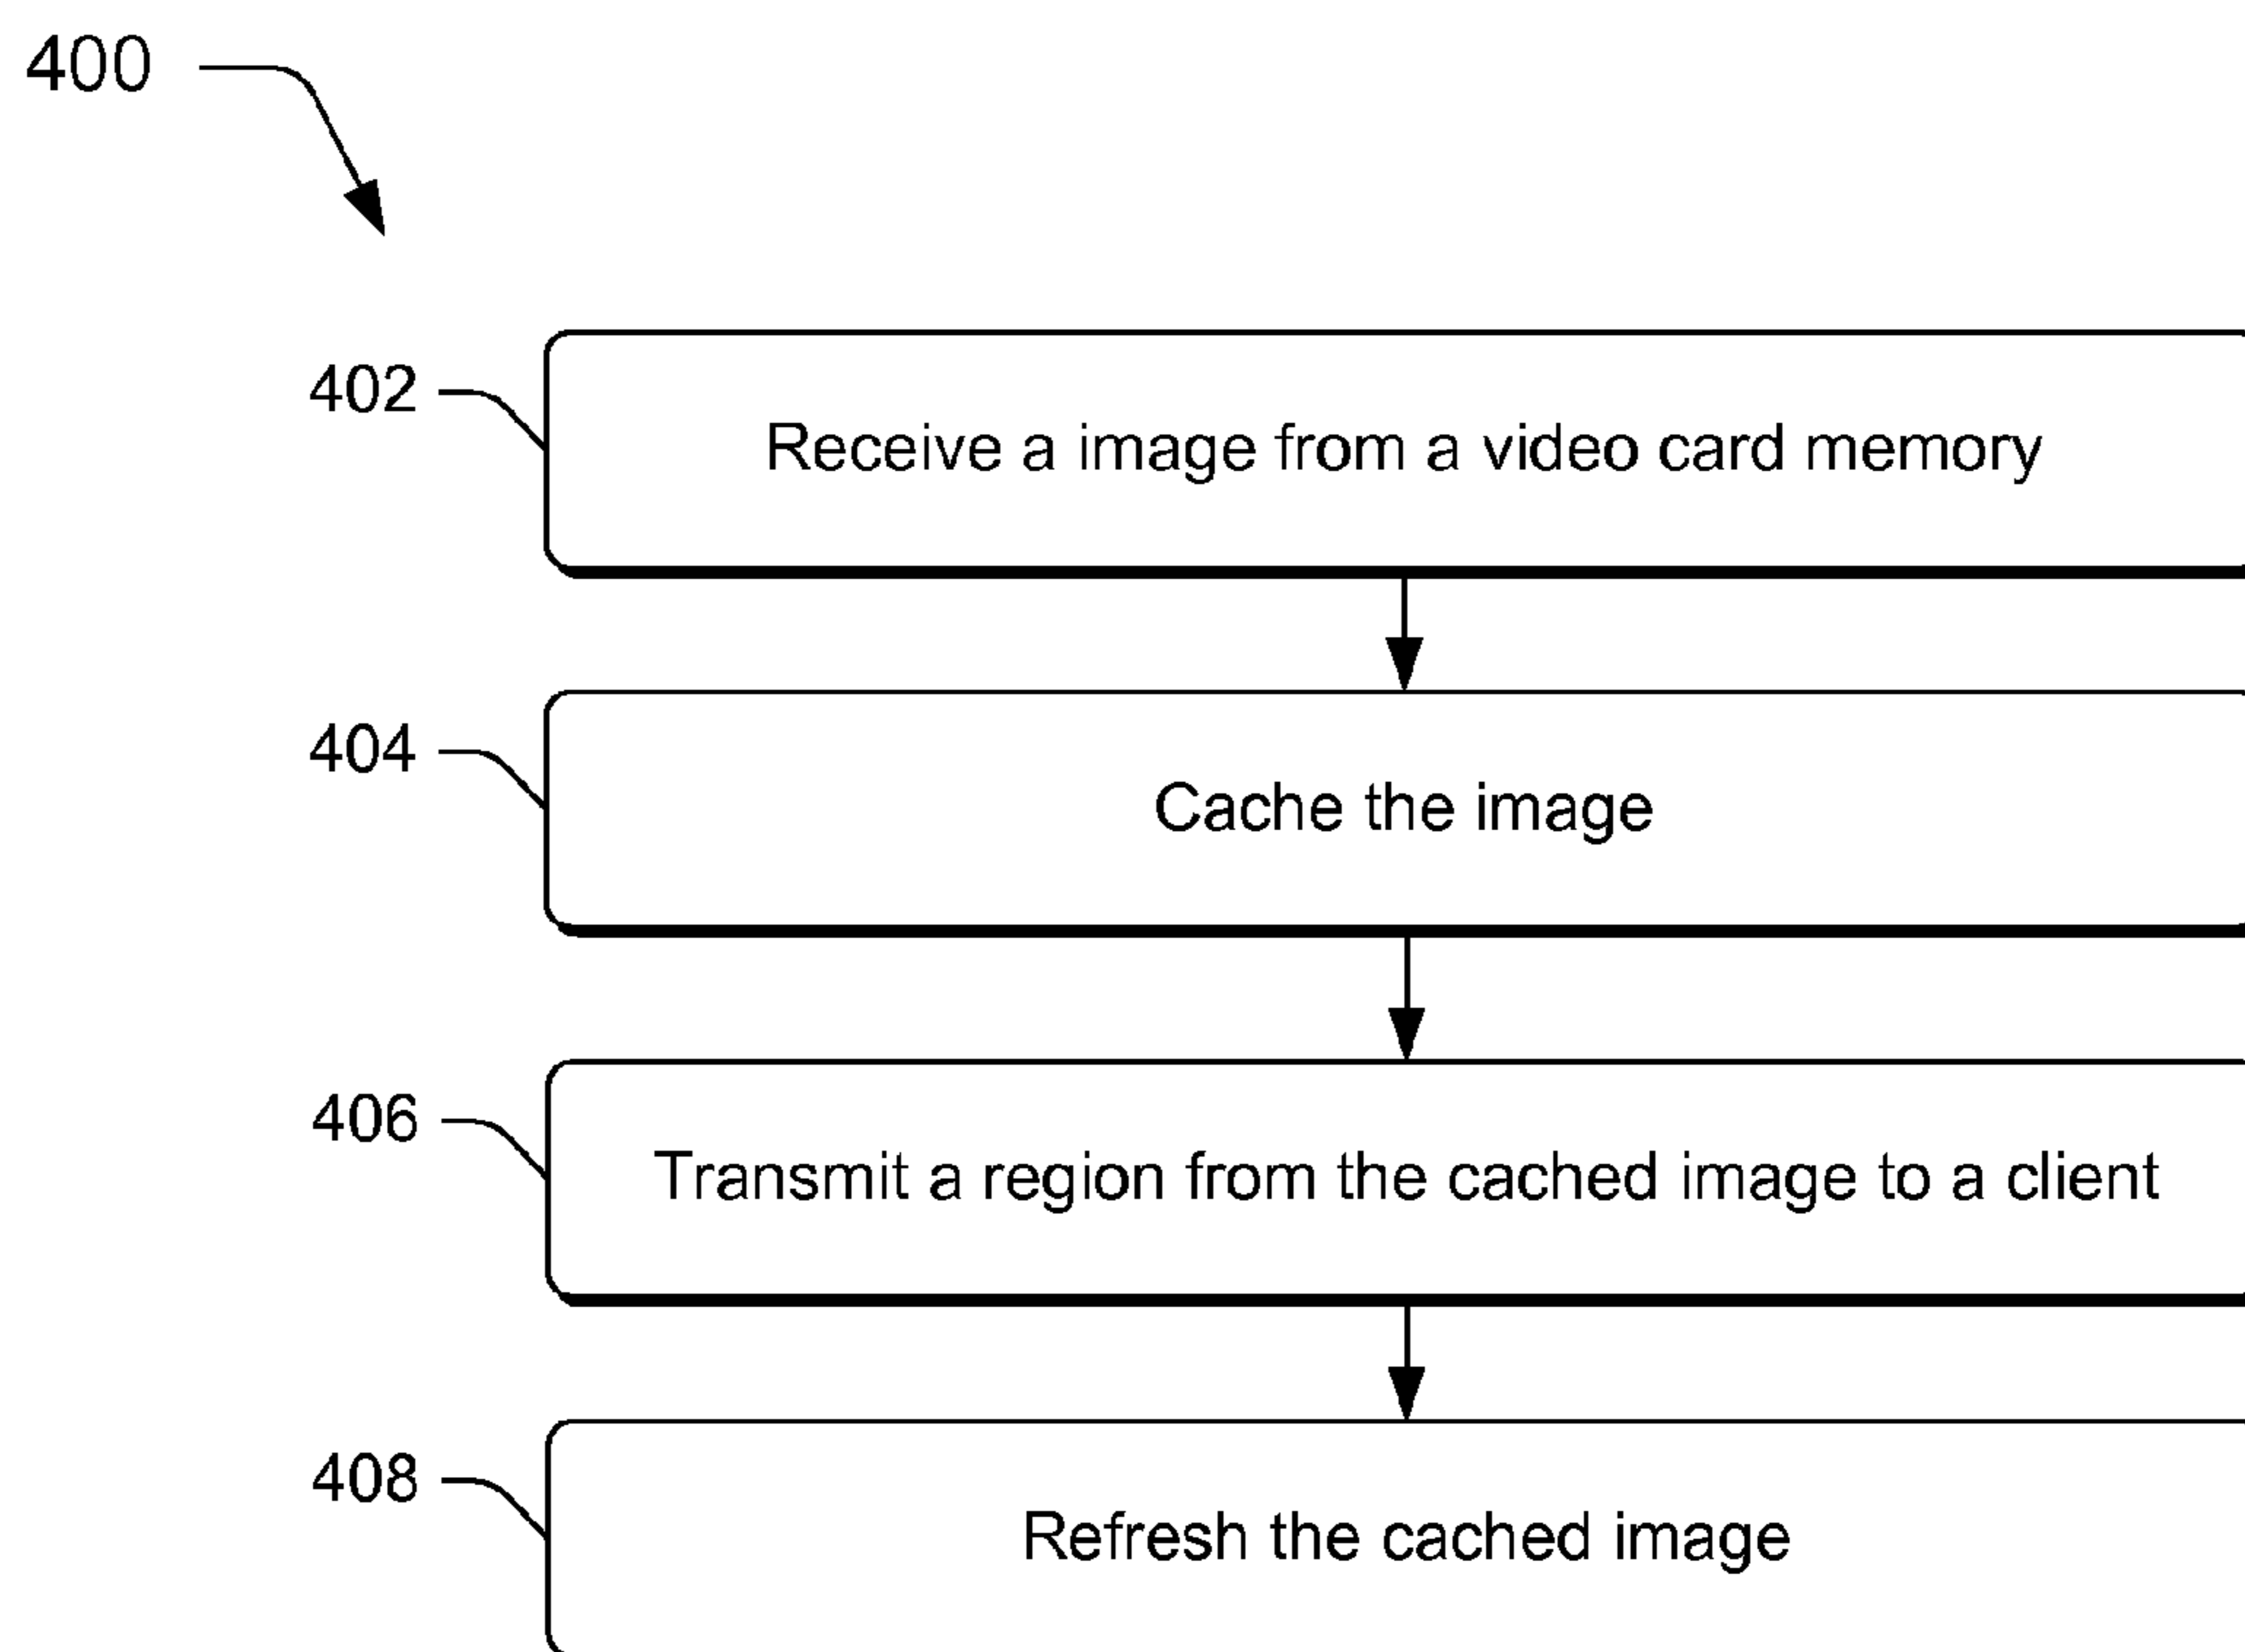 400
402
Receive a image from a video card memory
404
Cache the image
406
Transmit a region from the cached image to a client
408
Refresh the cached image